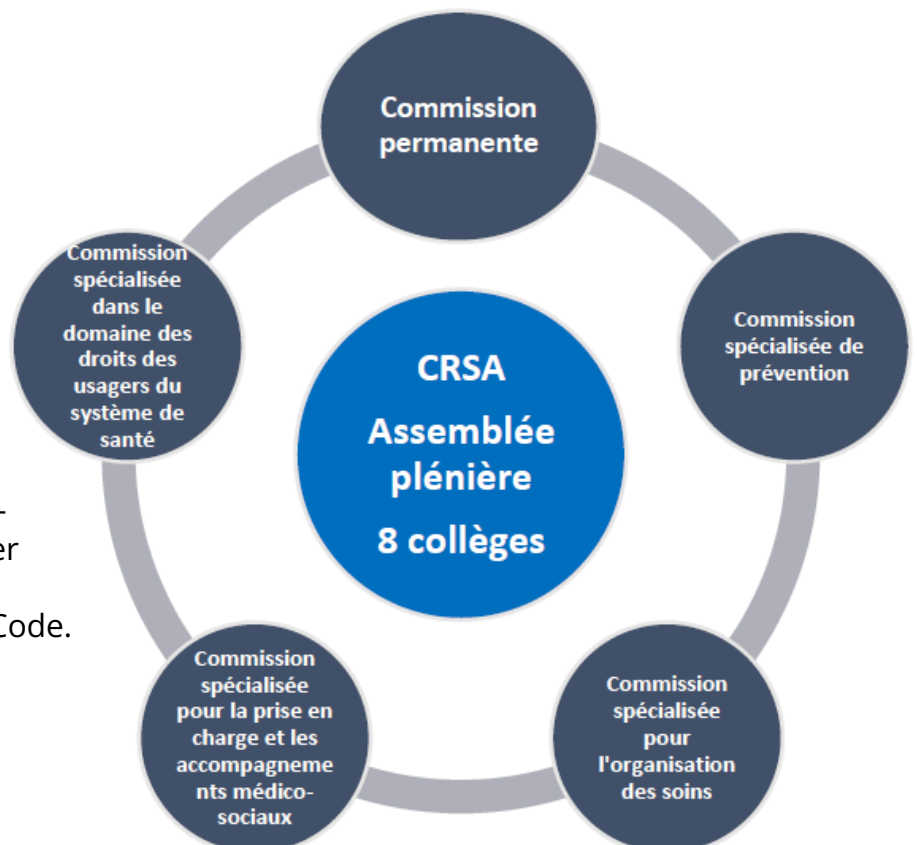 Commission
permanente
Commission
spécialisée
dans le
domaine des
droits des
usagers du
système de
santé
Commission
spécialisée de
prévention
CRSA
Assemblée
plénière
8 collèges
-
er
Code.
Commission
spécialisée
pour la prise en
charge et les
accompagneme
nts médico-
sociaux
Commission
spécialisée
pour
l'organisation
des soins